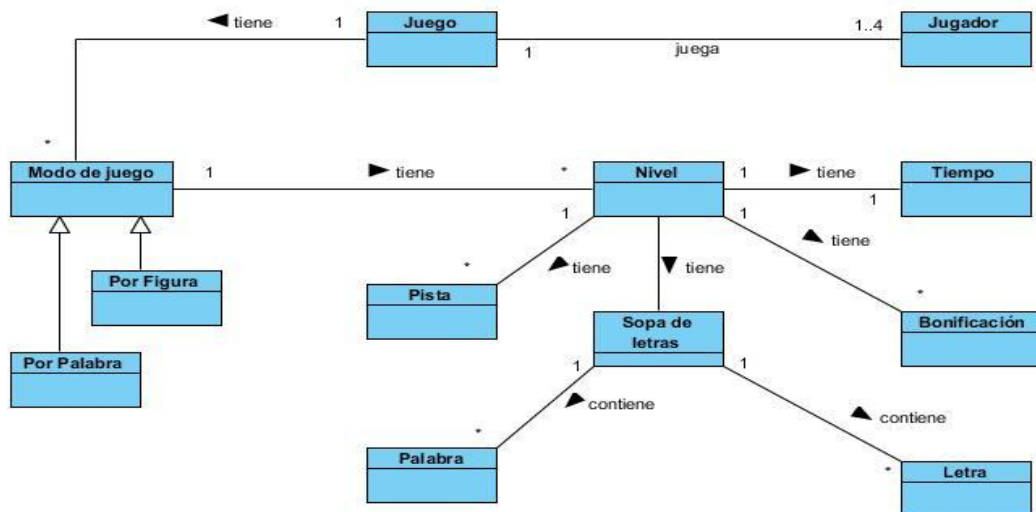 ◄ tiene
1
Juego
1
juega
1..4
Jugador
*
Modo de juego
1
► tiene
*
Nivel
1
► tiene
1
Tiempo
1
tiene
*
Pista
tiene
1
tiene
*
Bonificación
Por Figura
Por Palabra
Sopa de
letras
1
contiene
*
Palabra
1
contiene
*
Letra